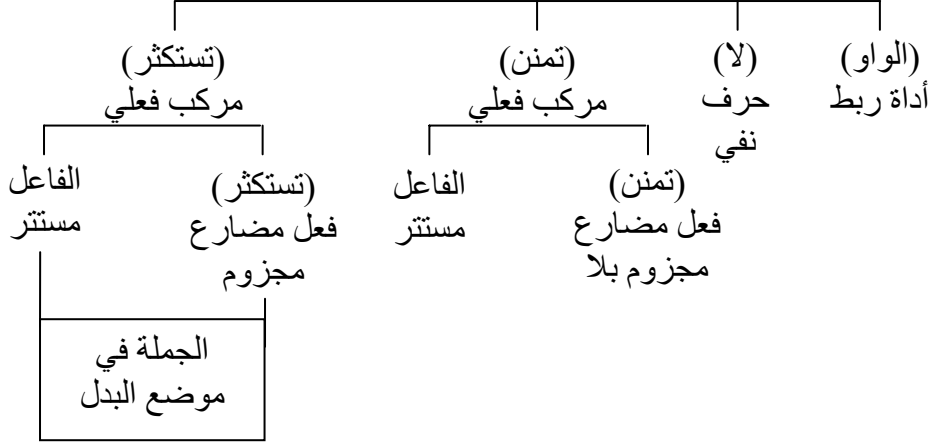 (الواو) (لا) (تمنن) (تستكثر)
أداة ربط حرف مركب فعلي مركب فعلي
نفي
(تمنن) الفاعل (تستكثر) الفاعل
فعل مضارع مستتر فعل مضارع مستتر
مجزوم بلا مجزوم
الجملة في
موضع البدل